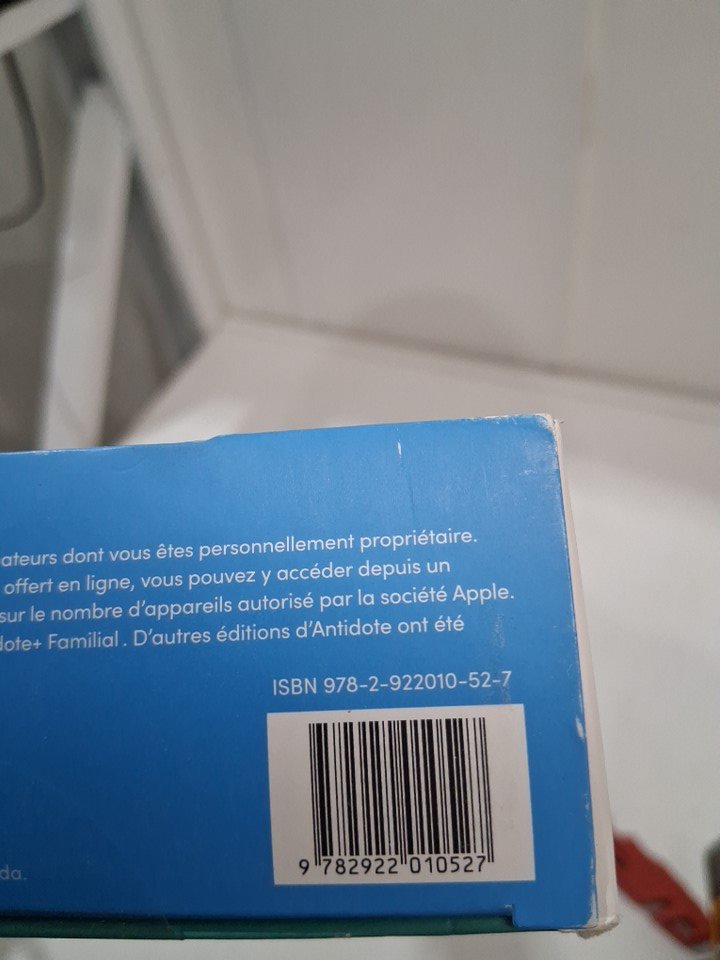 ateurs dont vous êtes personnellement propriétaire.
offert en ligne, vous pouvez y accéder depuis un
sur le nombre d'appareils autorisé par la société Apple.
dote+ Familial. D'autres éditions d'Antidote ont été
ISBN 978-2-922010-52-7
9 782922 010527
da.